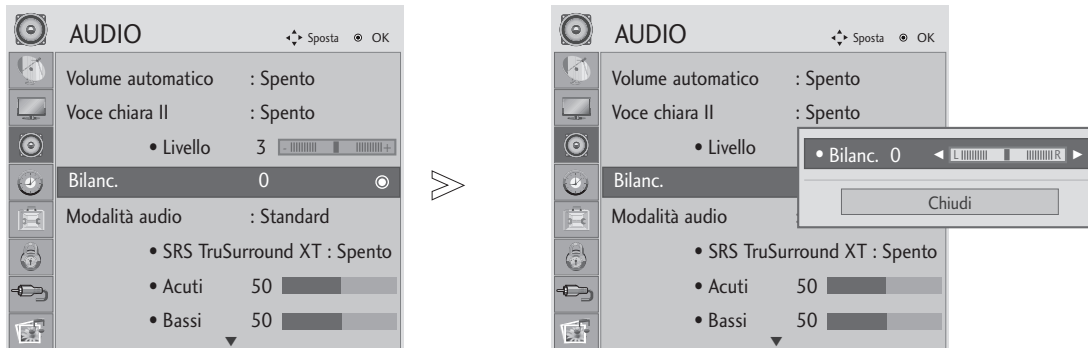 AUDIO Sposta OK
Volume automatico : Spento
Voce chiara II : Spento
• Livello 3 - +
Bilanc. 0
Modalità audio : Standard
• SRS TruSurround XT : Spento
• Acuti 50
• Bassi 50
AUDIO Sposta OK
Volume automatico : Spento
Voce chiara II : Spento
• Livello
Bilanc.
Modalità audio :
• SRS TruSurround XT : Spento
• Acuti 50
• Bassi 50
• Bilanc. 0 L R
Chiudi